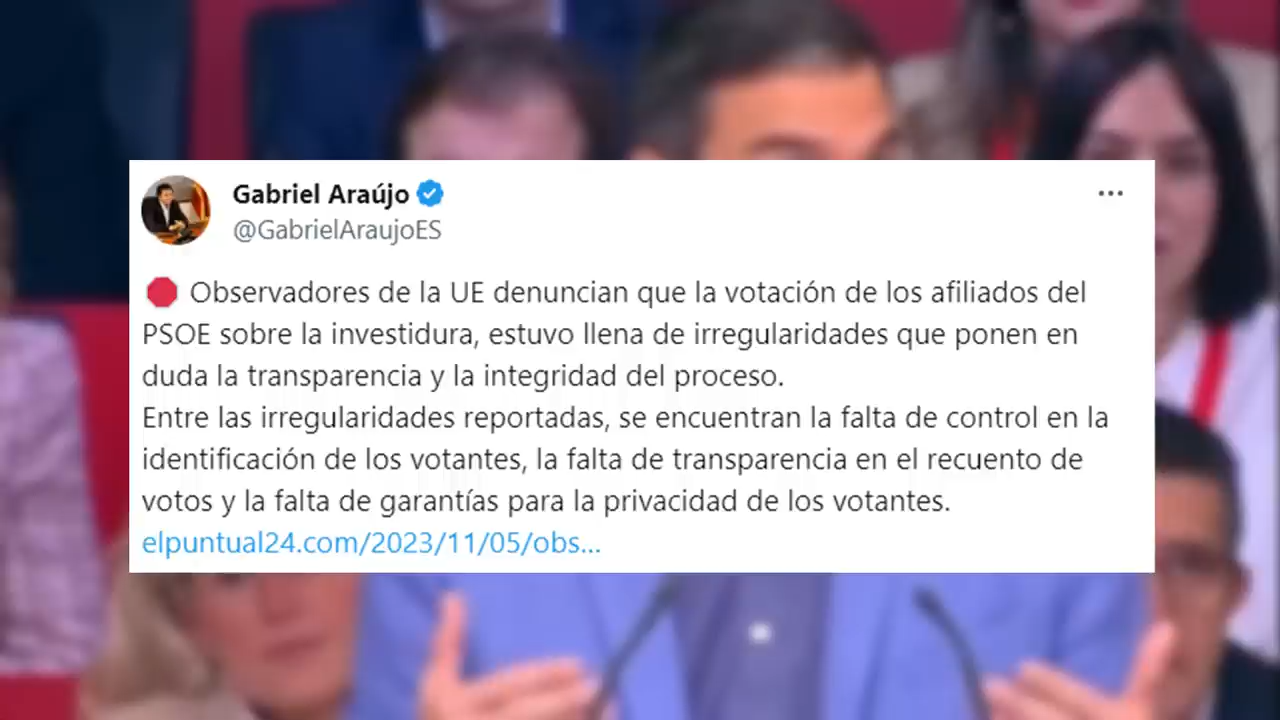 Gabriel Araújo
@GabrielAraujoES
Observadores de la UE denuncian que la votación de los afiliados del
PSOE sobre la investidura, estuvo llena de irregularidades que ponen en
duda la transparencia y la integridad del proceso.
Entre las irregularidades reportadas, se encuentran la falta de control en la
identificación de los votantes, la falta de transparencia en el recuento de
votos y la falta de garantías para la privacidad de los votantes.
elpuntual24.com/2023/11/05/obs...